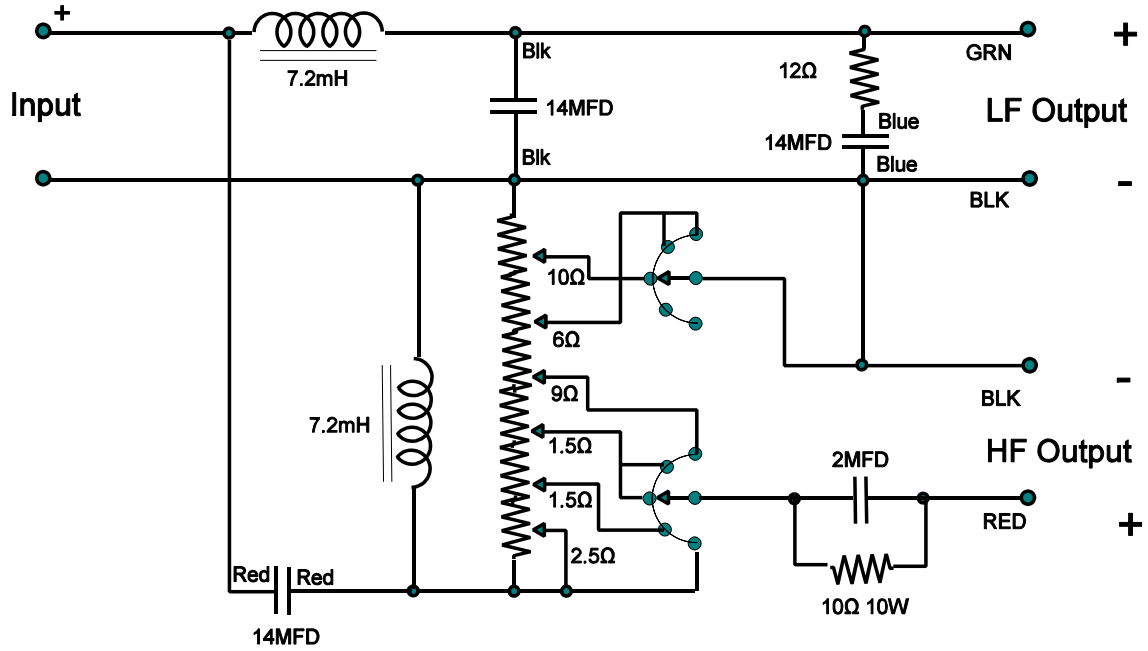 +
Input
7.2mH
Blk
14MFD
Blk
12Ω
14MFD
Blue
Blue
GRN
+
LF Output
BLK
-
10Ω
6Ω
9Ω
1.5Ω
1.5Ω
2.5Ω
7.2mH
BLK
-
HF Output
2MFD
RED
+
10Ω 10W
Red
Red
14MFD